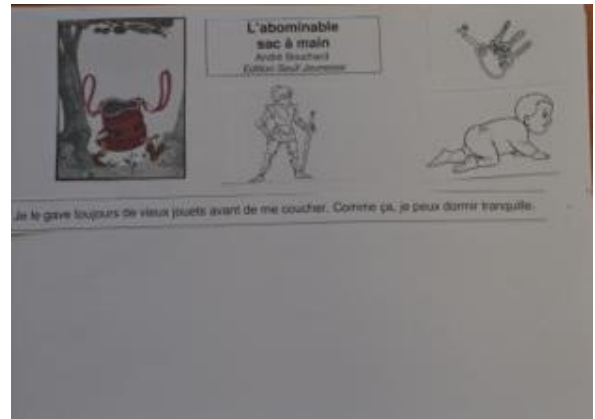 L'abominable
sac à main
André Bouchard
Edition Seuil Jeunesse
Je le gave toujours de vieux jouets avant de me coucher. Comme ça, je peux dormir tranquille.